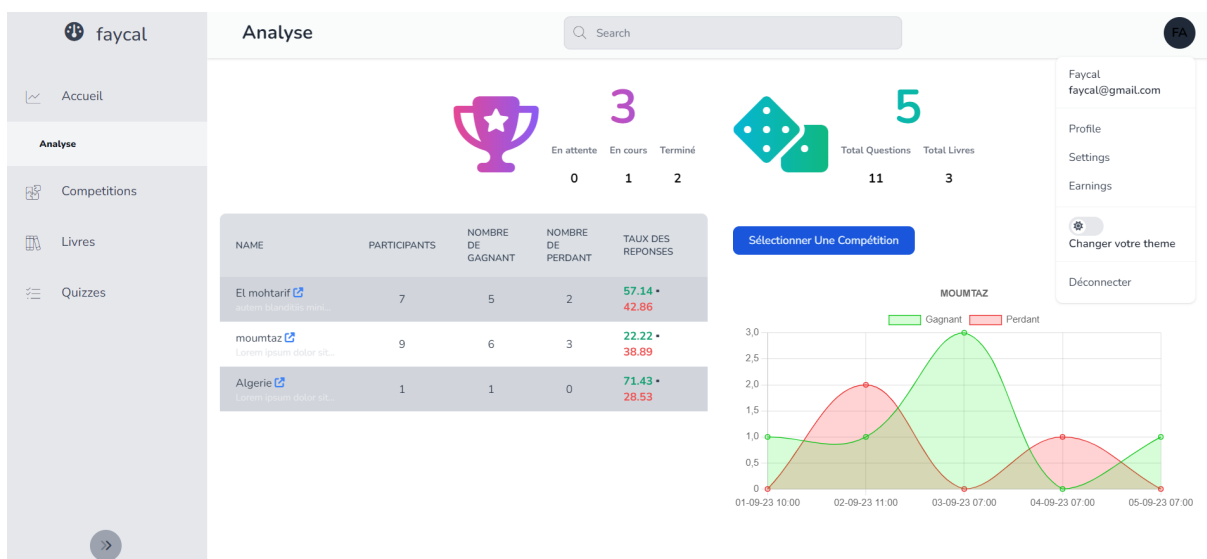 faycal
Analyse
Search
FA
Accueil
Analyse
Competitions
Livres
Quizzes
3
En attente En cours Terminé
0 1 2
5
Total Questions Total Livres
11 3
Faycal
faycal@gmail.com
Profile
Settings
Earnings
Changer votre theme
Déconnecter
NAME PARTICIPANTS NOMBRE DE GAGNANT NOMBRE DE PERDANT TAUX DES REPONSES
El mohtarif 7 5 2 57.14 •
autem blanditiis mini... 42.86
moumtaz 9 6 3 22.22 •
Lorem ipsum dolor sit... 38.89
Algerie 1 1 0 71.43 •
Lorem ipsum dolor sit... 28.53
Sélectionner Une Compétition
MOUMTAZ
Gagnant Perdant
3,0
2,5
2,0
1,5
1,0
0,5
0
01-09-23 10:00 02-09-23 11:00 03-09-23 07:00 04-09-23 07:00 05-09-23 07:00